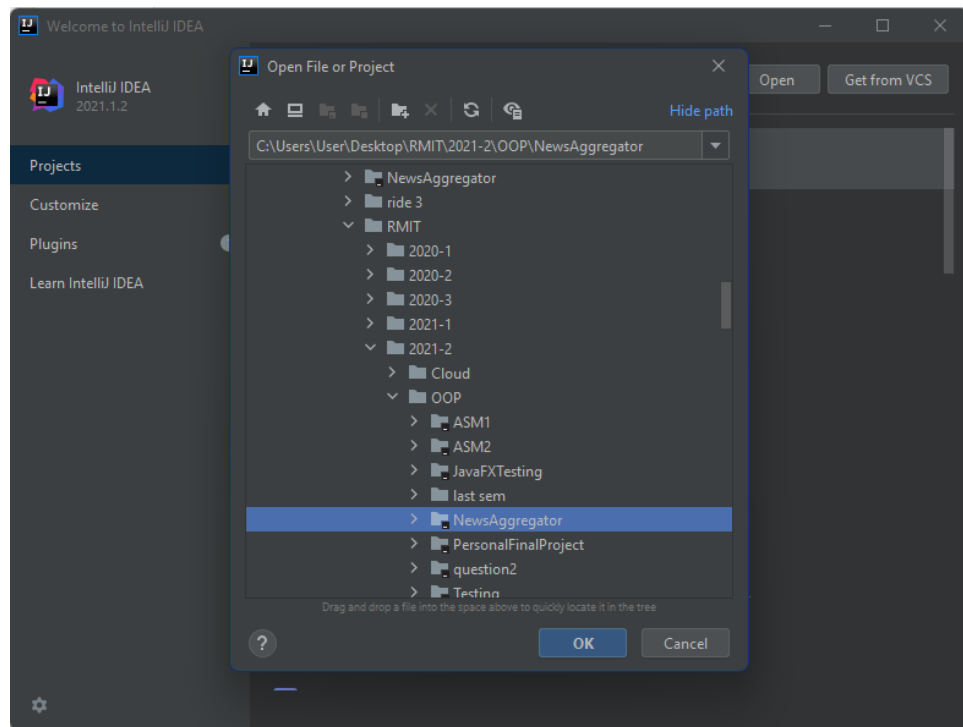 Welcome to IntelliJ IDEA
IntelliJ IDEA
2021.1.2
Projects
Customize
Plugins
Learn IntelliJ IDEA
Open File or Project
Open
Get from VCS
Hide path
C:\Users\User\Desktop\RMIT\2021-2\OOP\NewsAggregator
NewsAggregator
ride 3
RMIT
2020-1
2020-2
2020-3
2021-1
2021-2
Cloud
OOP
ASM1
ASM2
JavaFXTesting
last sem
NewsAggregator
PersonalFinalProject
question2
Testing
Drag and drop a file into the space above to quickly locate it in the tree
?
OK
Cancel